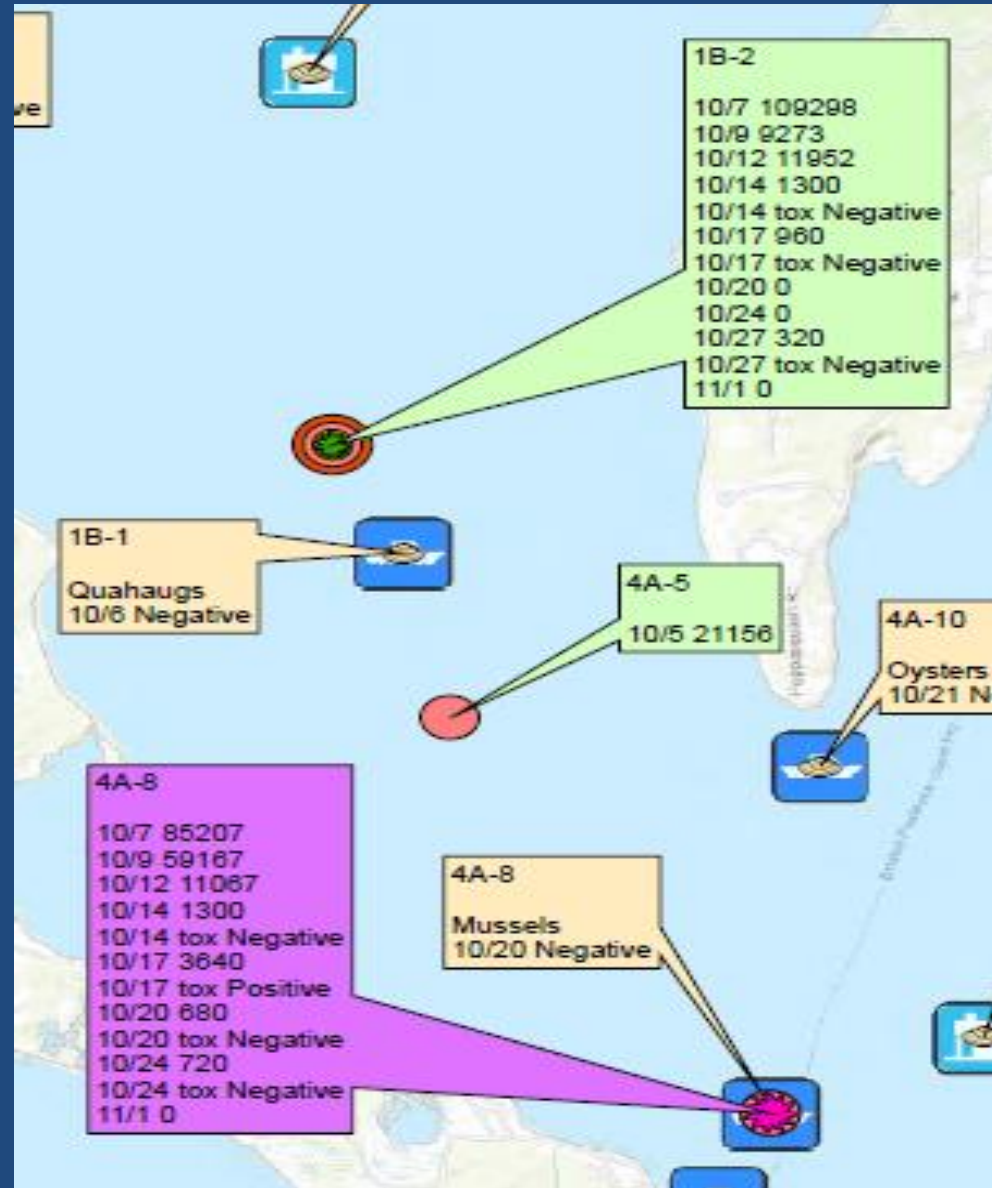 ve
1B-2
10/7 109298
10/9 9273
10/12 11952
10/14 1300
10/14 tox Negative
10/17 960
10/17 tox Negative
10/20 0
10/24 0
10/27 320
10/27 tox Negative
11/1 0
1B-1
Quahaugs
10/6 Negative
4A-5
10/5 21156
4A-10
Oysters
10/21 N
4A-8
10/7 85207
10/9 59167
10/12 11067
10/14 1300
10/14 tox Negative
10/17 3640
10/17 tox Positive
10/20 680
10/20 tox Negative
10/24 720
10/24 tox Negative
11/1 0
4A-8
Mussels
10/20 Negative